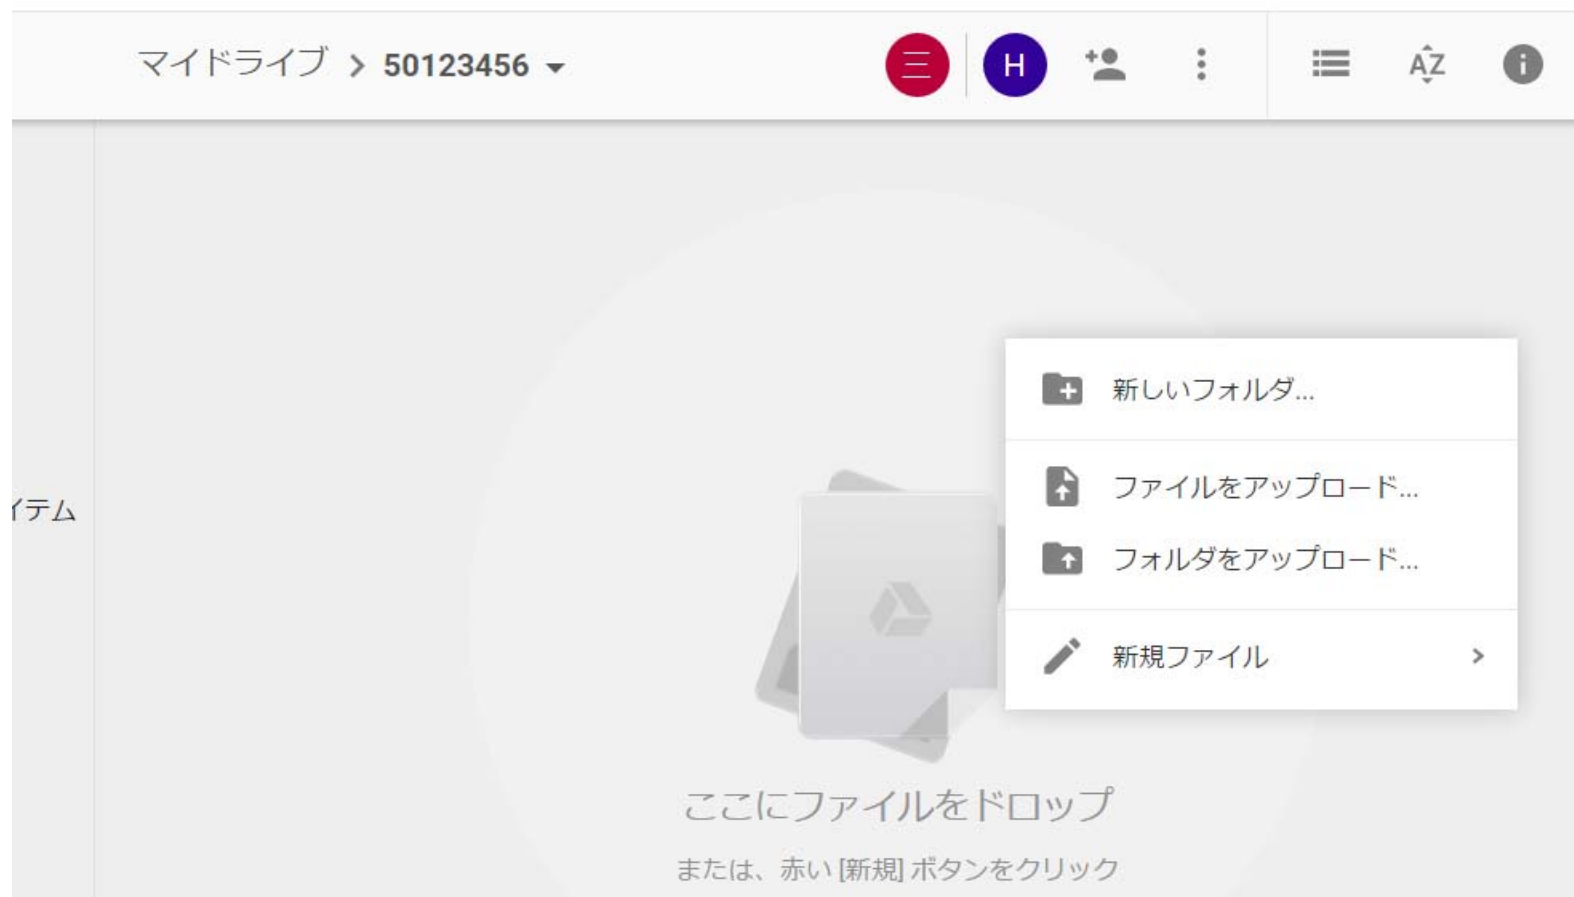 マイドライブ > 50123456
三
H
AZ
新しいフォルダ...
ファイルをアップロード...
イテム
フォルダをアップロード...
新規ファイル >
ここにファイルをドロップ
または、赤い [新規] ボタンをクリック